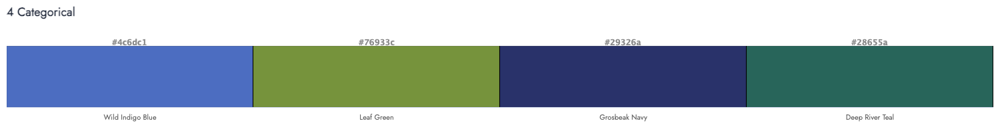 4 Categorical
#4c6dc1 #76933c #29326a #28655a
Wild Indigo Blue Leaf Green Grosbeak Navy Deep River Teal